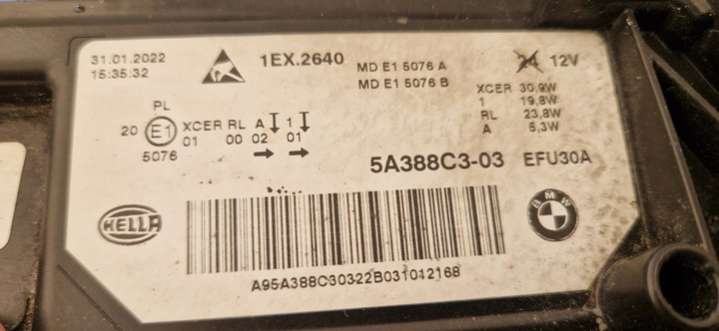 31.01.2022
15:35:32
1EX.2640
MD E1 5076 A
MD E1 5076 B
24 12V
XCER 30,9W
1 19,8W
RL 23,8W
A 5,3W
PL
20 E1 XCER RL A 1
01 00 02 01
5076
5A388C3-03 EFU30A
HELLA
BMW
A95A388C30322B031042168